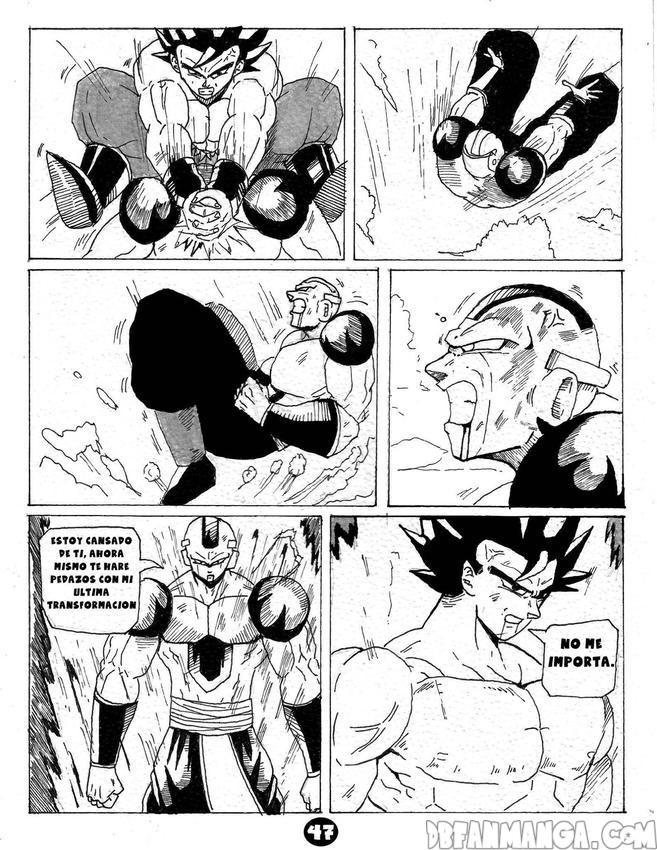 ESTOY CANSADO
DE TI, AHORA
MISMO TE HARE
PEDAZOS CON MI
ULTIMA
TRANSFORMACION
NO ME
IMPORTA.
47
DBFANMANGA.COM